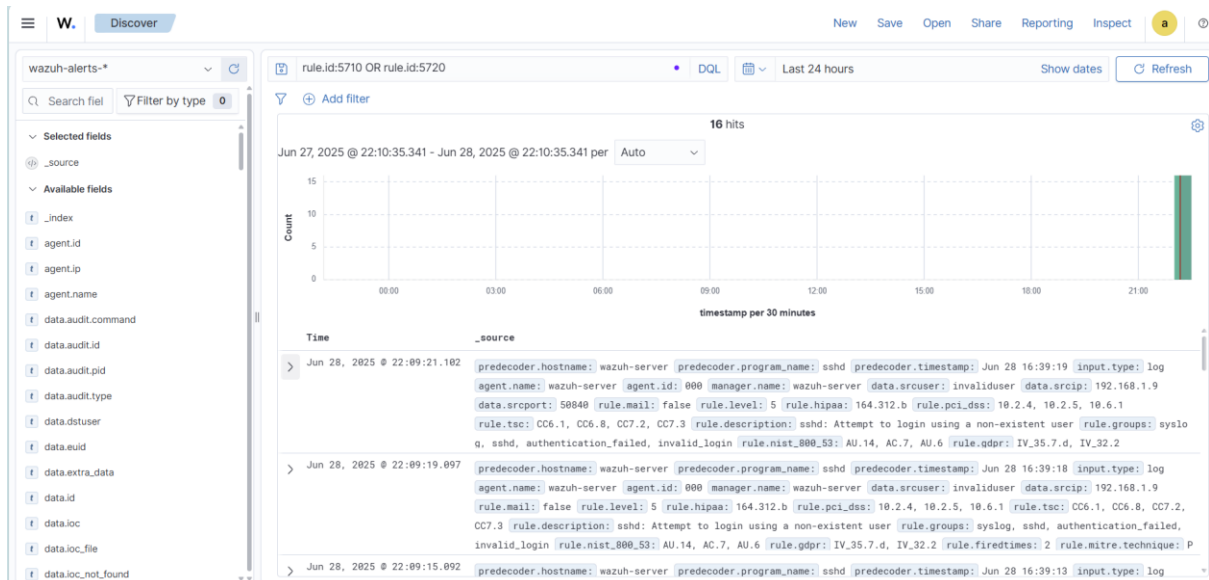 W. Discover New Save Open Share Reporting Inspect a
wazuh-alerts-*
rule.id:5710 OR rule.id:5720 DQL Last 24 hours Show dates Refresh
Search fiel Filter by type 0
Add filter
Selected fields
_source
Available fields
t _index
t agent.id
t agent.ip
t agent.name
t data.audit.command
t data.audit.id
t data.audit.pid
t data.audit.type
t data.dstuser
t data.euid
t data.extra_data
t data.id
t data.ioc
t data.ioc_file
t data.ioc_not_found
16 hits
Jun 27, 2025 @ 22:10:35.341 - Jun 28, 2025 @ 22:10:35.341 per Auto
Count
15
10
5
0
00:00 03:00 06:00 09:00 12:00 15:00 18:00 21:00
timestamp per 30 minutes
Time _source
Jun 28, 2025 @ 22:09:21.102 predecoder.hostname: wazuh-server predecoder.program_name: sshd predecoder.timestamp: Jun 28 16:39:19 input.type: log
agent.name: wazuh-server agent.id: 000 manager.name: wazuh-server data.srcuser: invaliduser data.srcip: 192.168.1.9
data.srcport: 50840 rule.mail: false rule.level: 5 rule.hipaa: 164.312.b rule.pci_dss: 10.2.4, 10.2.5, 10.6.1
rule.tsc: CC6.1, CC6.8, CC7.2, CC7.3 rule.description: sshd: Attempt to login using a non-existent user rule.groups: syslo
g, sshd, authentication_failed, invalid_login rule.nist_800_53: AU.14, AC.7, AU.6 rule.gdpr: IV_35.7.d, IV_32.2
Jun 28, 2025 @ 22:09:19.097 predecoder.hostname: wazuh-server predecoder.program_name: sshd predecoder.timestamp: Jun 28 16:39:18 input.type: log
agent.name: wazuh-server agent.id: 000 manager.name: wazuh-server data.srcuser: invaliduser data.srcip: 192.168.1.9
rule.mail: false rule.level: 5 rule.hipaa: 164.312.b rule.pci_dss: 10.2.4, 10.2.5, 10.6.1 rule.tsc: CC6.1, CC6.8, CC7.2,
CC7.3 rule.description: sshd: Attempt to login using a non-existent user rule.groups: syslog, sshd, authentication_failed,
invalid_login rule.nist_800_53: AU.14, AC.7, AU.6 rule.gdpr: IV_35.7.d, IV_32.2 rule.firedtimes: 2 rule.mitre.technique: P
Jun 28, 2025 @ 22:09:15.092 predecoder.hostname: wazuh-server predecoder.program_name: sshd predecoder.timestamp: Jun 28 16:39:13 input.type: log